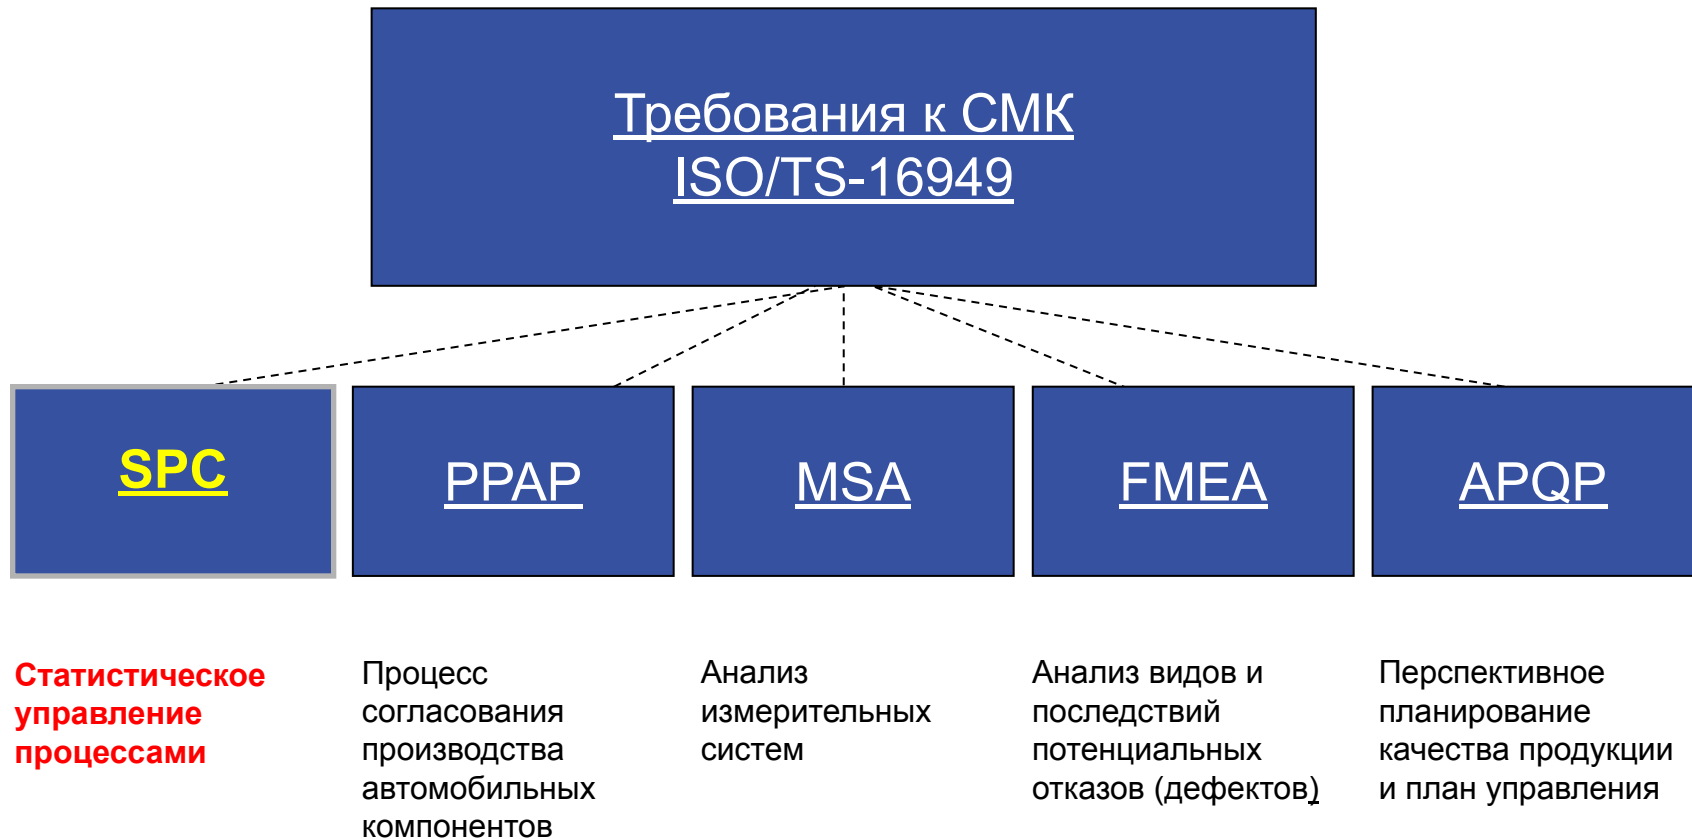 Требования к СМК
ISO/TS-16949
SPC
PPAP
MSA
FMEA
APQP
Статистическое
управление
процессами
Процесс
согласования
производства
автомобильных
компонентов
Анализ
измерительных
систем
Анализ видов и
последствий
потенциальных
отказов (дефектов)
Перспективное
планирование
качества продукции
и план управления